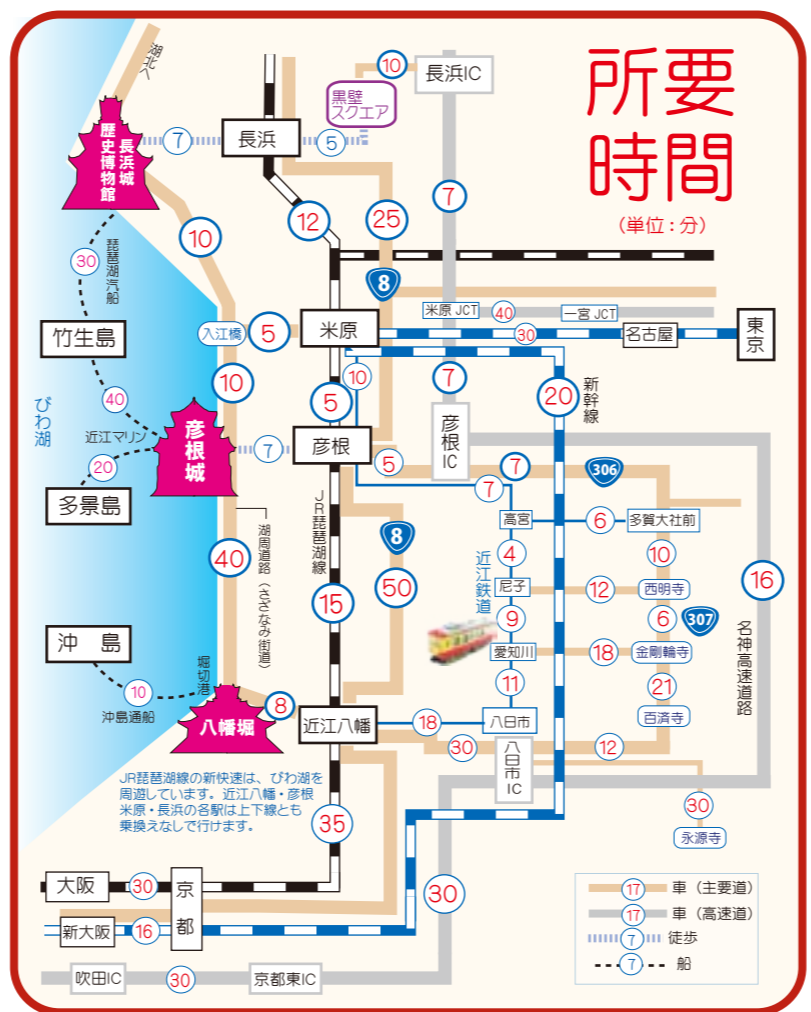 所要
時間
(単位：分)
湖北へ
長浜城
歴史博物館
7
長浜
5
黒壁
スクエア
10
長浜IC
12
25
7
10
30
琵琶湖汽船
8
米原 JCT
40
一宮 JCT
入江橋
5
米原
30
名古屋
東京
竹生島
10
10
7
20
新幹線
びわ湖
40
近江マリン
彦根城
5
7
彦根
彦根IC
5
7
306
20
多景島
7
高宮
6
多賀大社前
JR琵琶湖線
8
近江鉄道
4
10
40
湖周道路（さざなみ街道）
15
50
尼子
12
西明寺
16
名神高速道路
9
6
307
沖島
愛知川
18
金剛輪寺
堀切港
11
21
10
沖島通船
八幡堀
8
近江八幡
18
八日市
百済寺
30
12
八日市IC
JR琵琶湖線の新快速は、びわ湖を
周遊しています。近江八幡・彦根
米原・長浜の各駅は上下線とも
乗換えなしで行けます。
35
30
永源寺
大阪
30
京都
30
新大阪
16
吹田IC
30
京都東IC
17 車（主要道）
17 車（高速道）
7 徒歩
7 船